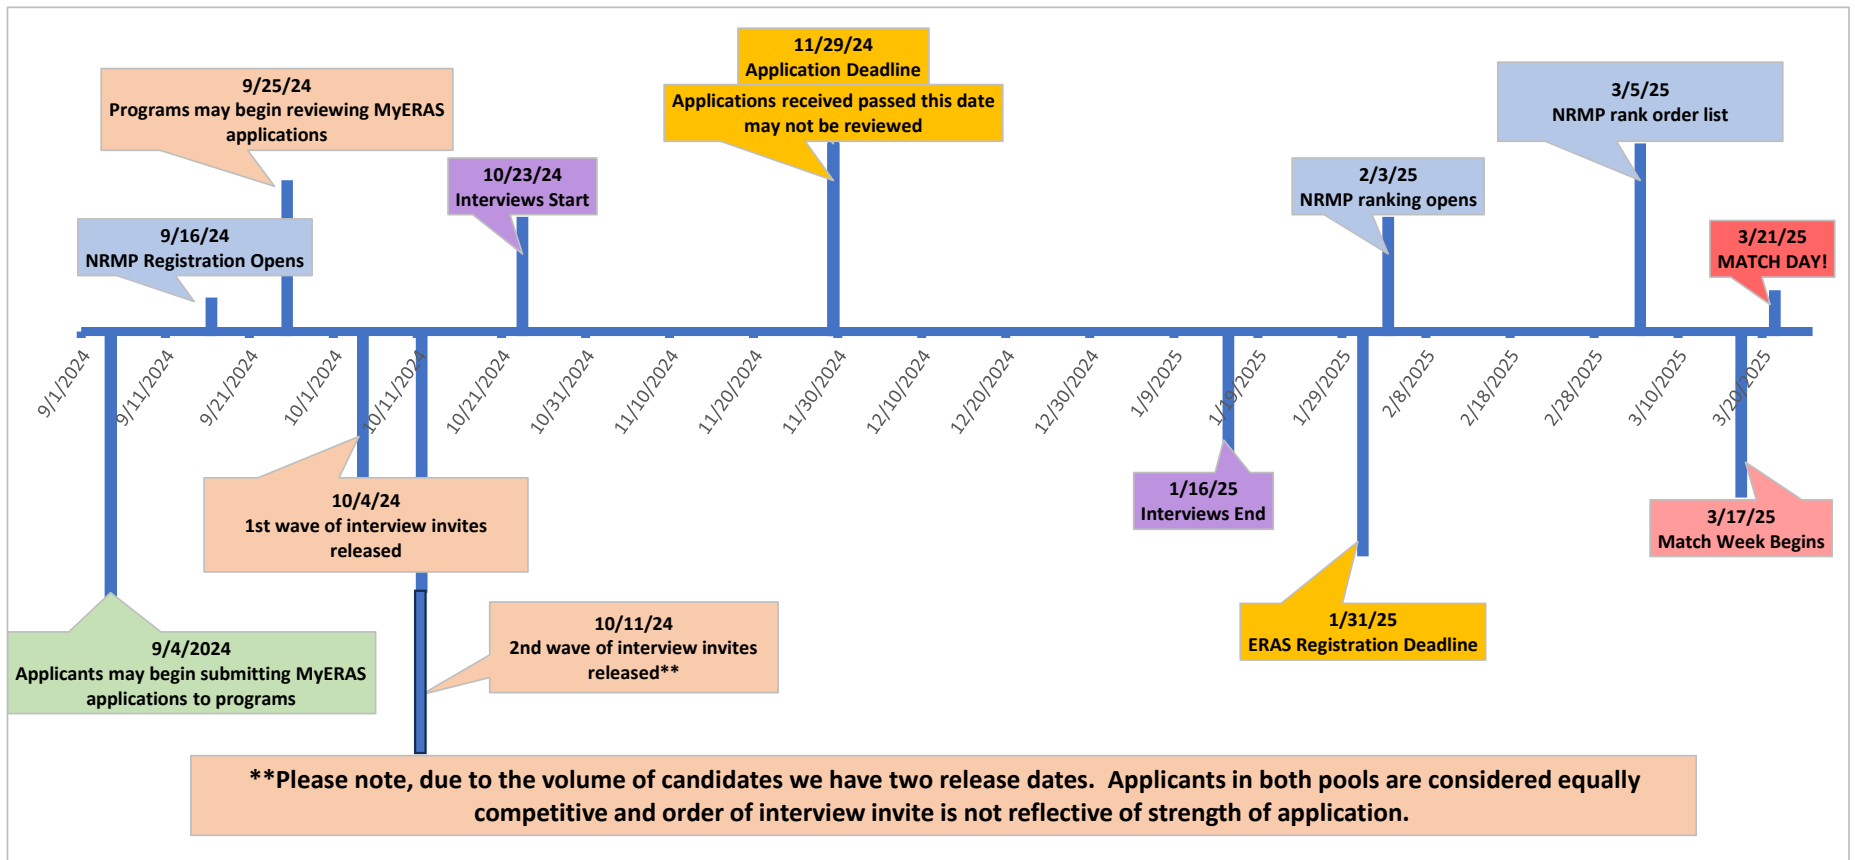 11/29/24
Application Deadline
Applications received passed this date
may not be reviewed
9/25/24
Programs may begin reviewing MyERAS
applications
3/5/25
NRMP rank order list
10/23/24
Interviews Start
2/3/25
NRMP ranking opens
9/16/24
NRMP Registration Opens
3/21/25
MATCH DAY!
9/1/2024
9/11/2024
9/21/2024
10/1/2024
10/11/2024
10/21/2024
10/31/2024
11/10/2024
11/20/2024
11/30/2024
12/10/2024
12/20/2024
12/30/2024
1/9/2025
1/19/2025
1/29/2025
2/8/2025
2/18/2025
2/28/2025
3/10/2025
3/20/2025
10/4/24
1st wave of interview invites
released
1/16/25
Interviews End
3/17/25
Match Week Begins
9/4/2024
Applicants may begin submitting MyERAS
applications to programs
10/11/24
2nd wave of interview invites
released**
1/31/25
ERAS Registration Deadline
**Please note, due to the volume of candidates we have two release dates.  Applicants in both pools are considered equally
competitive and order of interview invite is not reflective of strength of application.